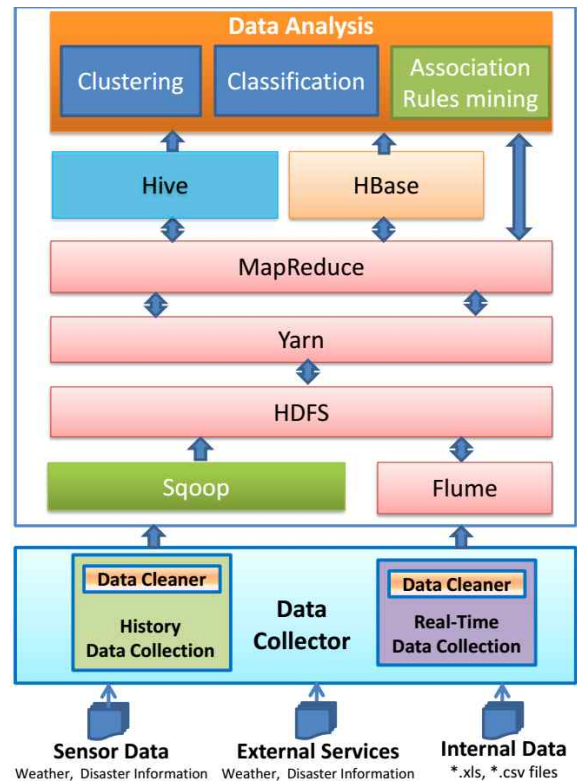 Data Analysis
Clustering
Classification
Association
Rules mining
Hive
HBase
MapReduce
Yarn
HDFS
Sqoop
Flume
Data Cleaner
History
Data Collection
Data
Collector
Data Cleaner
Real-Time
Data Collection
Sensor Data
Weather, Disaster Information
External Services
Weather, Disaster Information
Internal Data
*.xls, *.csv files